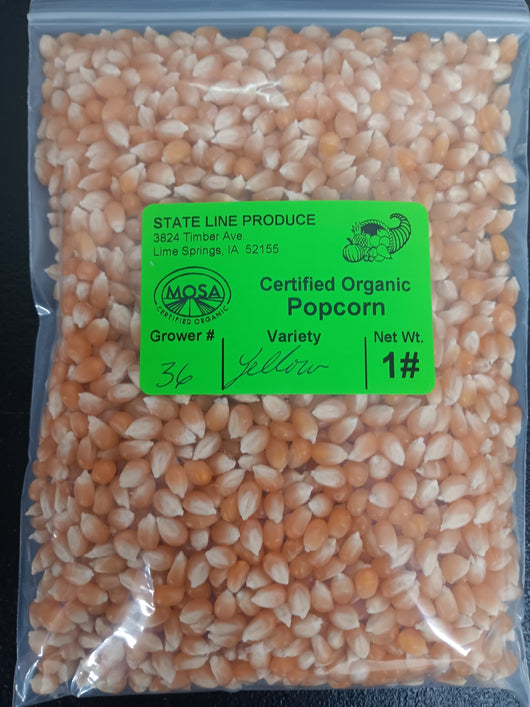 STATE LINE PRODUCE
3824 Timber Ave.
Lime Springs, IA 52155
MOSA
CERTIFIED ORGANIC
Certified Organic
Popcorn
Grower # Variety Net Wt.
36 Yellow 1#